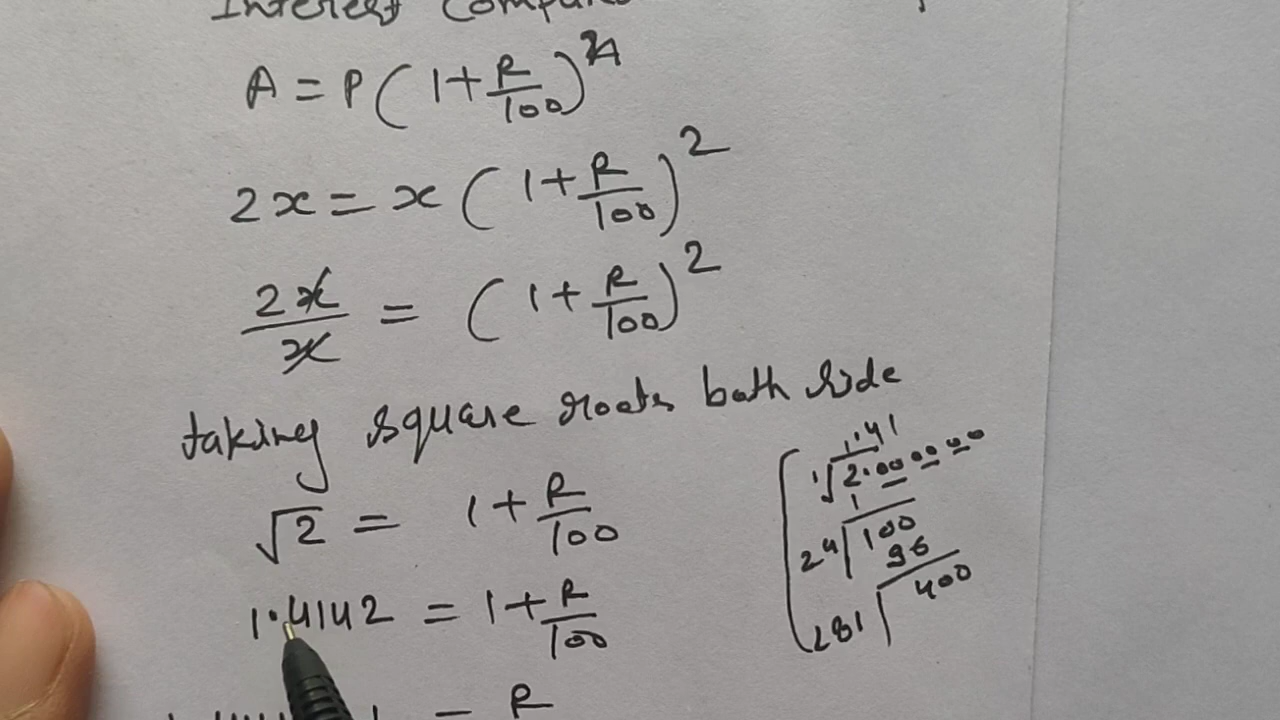 Interest
A = P(1+R/100)
2x = x(1+R/100)²
2x/x = (1+R/100)²
taking square roots both side
√2 = 1+R/100
1.4142 = 1+R/100
R
1.41
1√2.00 00 00
1
24 100
96
281 400